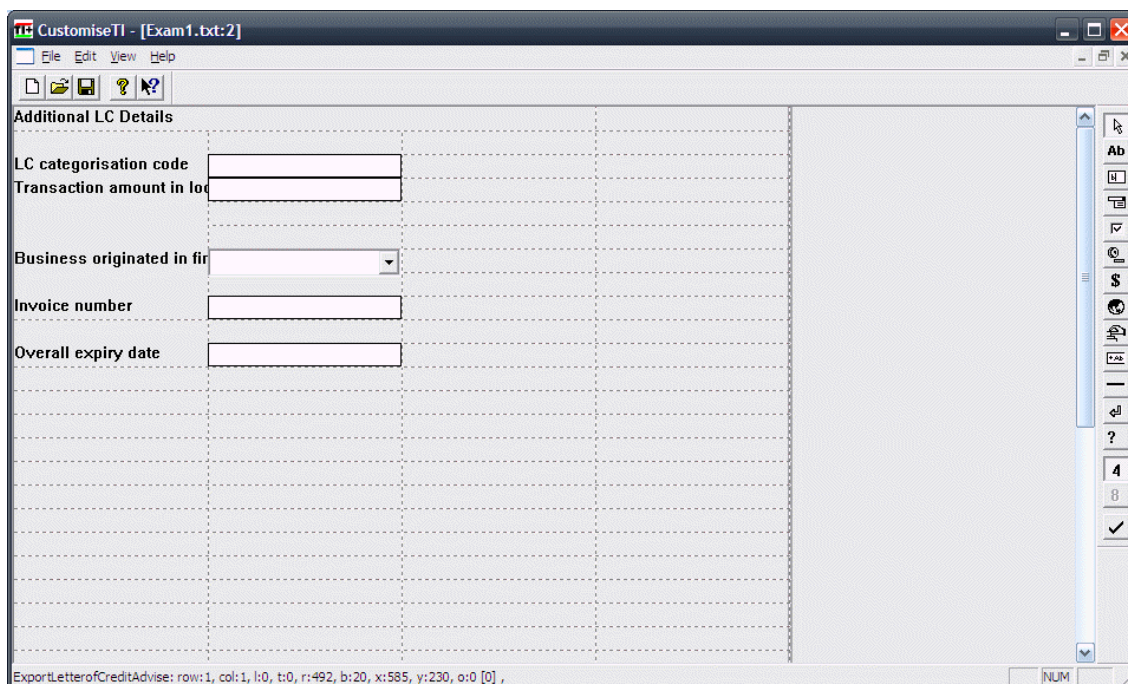 CustomiseTI - [Exam1.txt:2]
File Edit View Help
Additional LC Details
LC categorisation code
Transaction amount in loc
Business originated in fir
Invoice number
Overall expiry date
Ab
$
?
4
8
ExportLetterofCreditAdvise: row:1, col:1, l:0, t:0, r:492, b:20, x:585, y:230, o:0 [0] ,
NUM